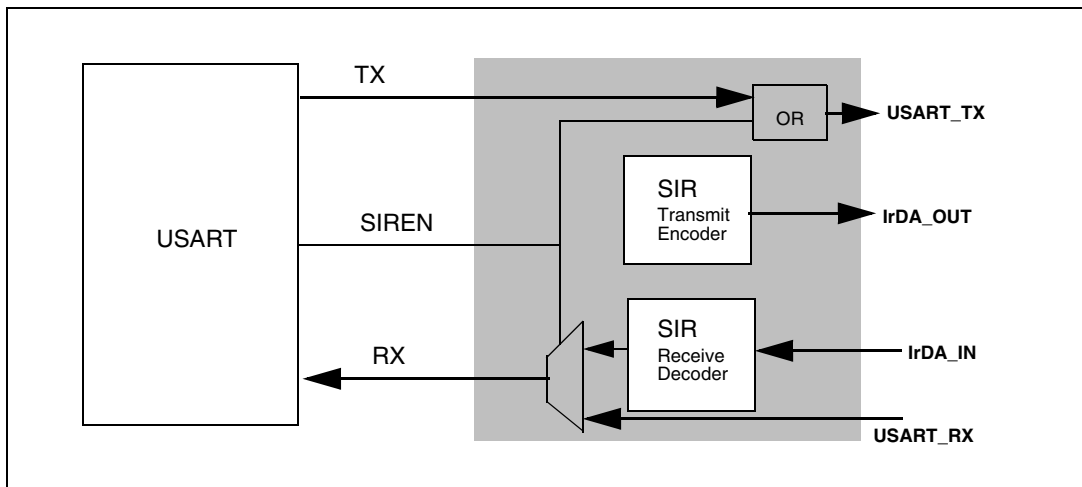 TX
OR
USART_TX
SIR
Transmit
Encoder
IrDA_OUT
USART
SIREN
SIR
Receive
Decoder
IrDA_IN
RX
USART_RX